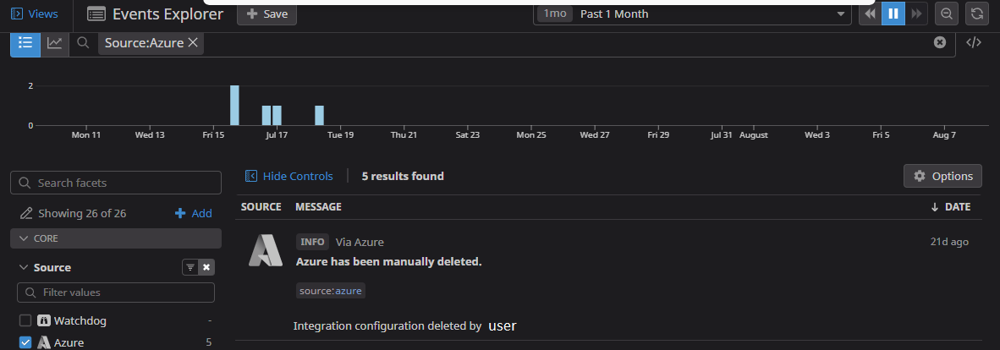 Views Events Explorer + Save 1mo Past 1 Month
Source:Azure × </>
2
0
Mon 11 Wed 13 Fri 15 Jul 17 Tue 19 Thu 21 Sat 23 Mon 25 Wed 27 Fri 29 Jul 31 August Wed 3 Fri 5 Aug 7
Search facets
Hide Controls 5 results found Options
Showing 26 of 26 + Add
SOURCE MESSAGE ↓ DATE
CORE
INFO Via Azure 21d ago
Azure has been manually deleted.
Source
source:azure
Filter values
Watchdog -
Integration configuration deleted by user
Azure 5